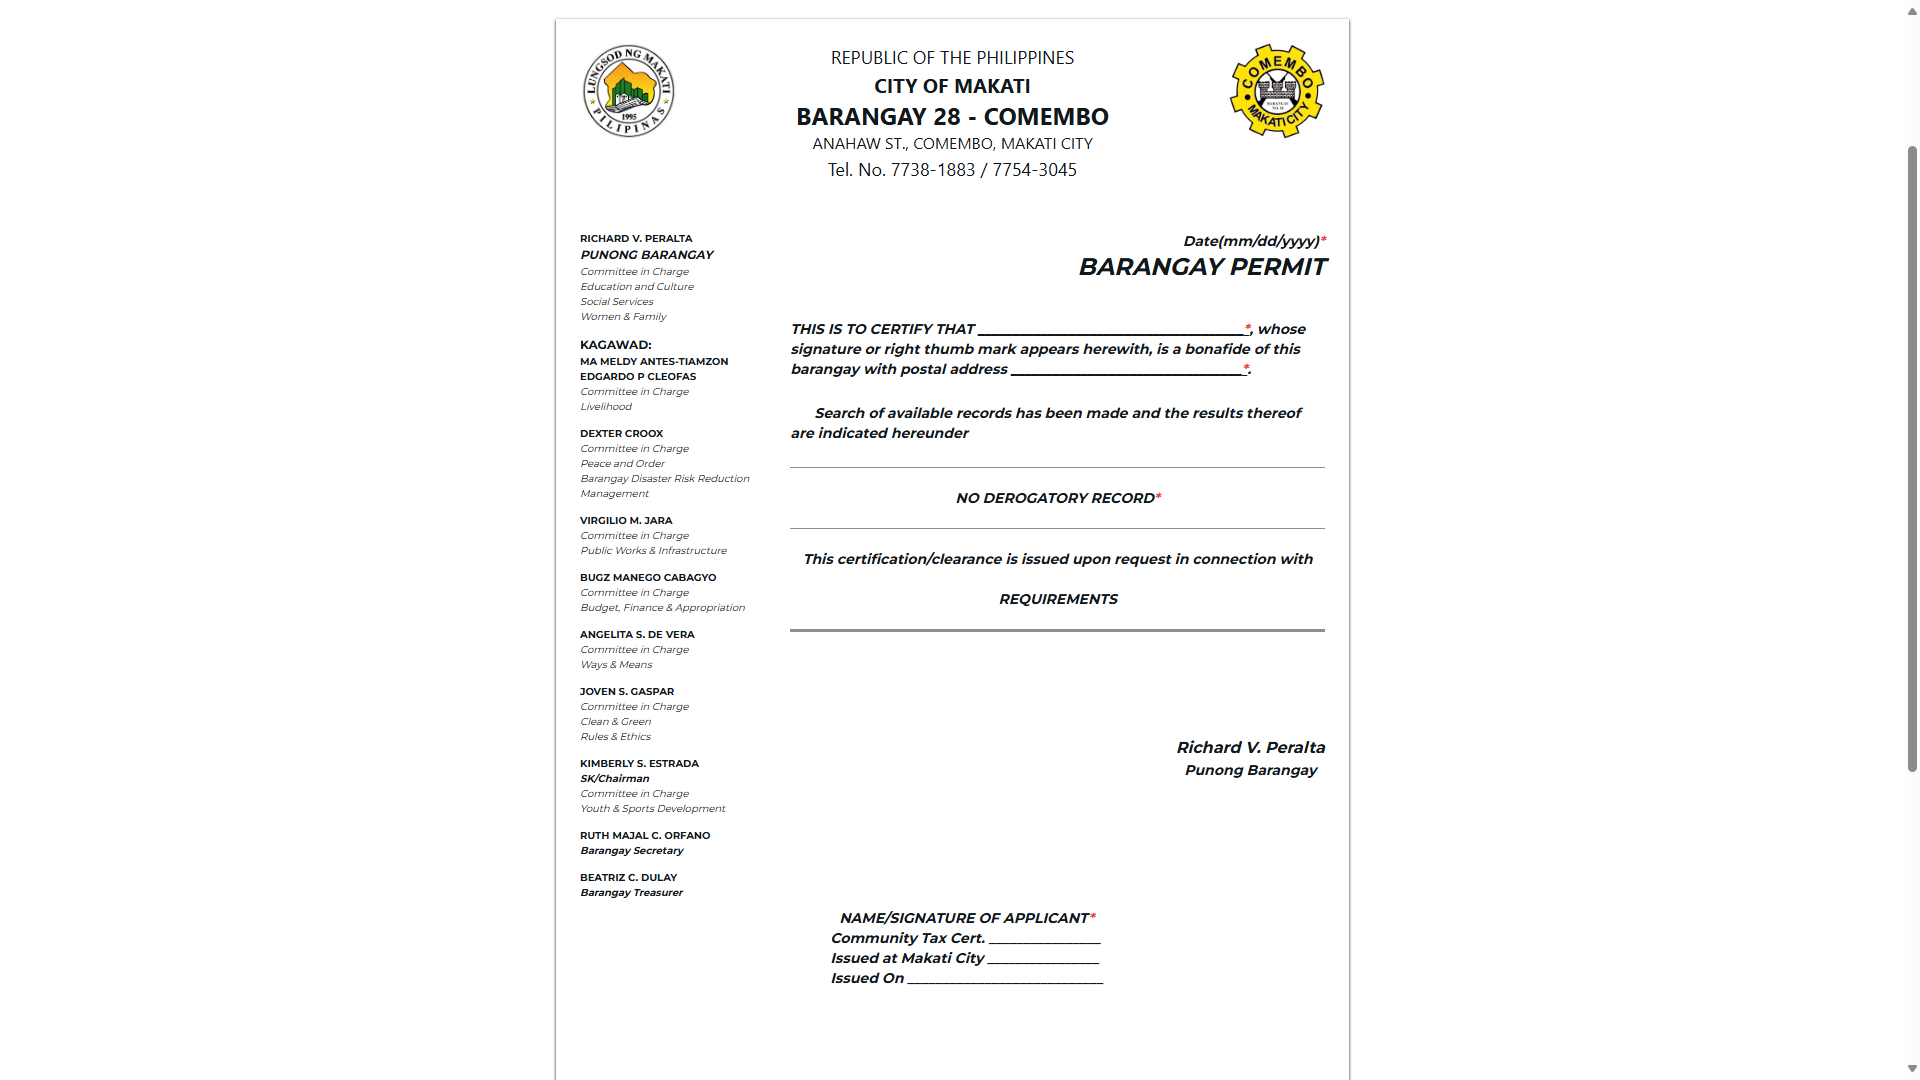 LUNGSOD NG MAKATI
1995
PILIPINAS
REPUBLIC OF THE PHILIPPINES
CITY OF MAKATI
BARANGAY 28 - COMEMBO
ANAHAW ST., COMEMBO, MAKATI CITY
Tel. No. 7738-1883 / 7754-3045
COMEMBO
MAKATI CITY
RICHARD V. PERALTA
PUNONG BARANGAY
Committee in Charge
Education and Culture
Social Services
Women & Family
KAGAWAD:
MA MELDY ANTES-TIAMZON
EDGARDO P CLEOFAS
Committee in Charge
Livelihood
DEXTER CROOX
Committee in Charge
Peace and Order
Barangay Disaster Risk Reduction
Management
VIRGILIO M. JARA
Committee in Charge
Public Works & Infrastructure
BUGZ MANEGO CABAGYO
Committee in Charge
Budget, Finance & Appropriation
ANGELITA S. DE VERA
Committee in Charge
Ways & Means
JOVEN S. GASPAR
Committee in Charge
Clean & Green
Rules & Ethics
KIMBERLY S. ESTRADA
SK/Chairman
Committee in Charge
Youth & Sports Development
RUTH MAJAL C. ORFANO
Barangay Secretary
BEATRIZ C. DULAY
Barangay Treasurer
Date(mm/dd/yyyy)*
BARANGAY PERMIT
THIS IS TO CERTIFY THAT ______________________________________*, whose
signature or right thumb mark appears herewith, is a bonafide of this
barangay with postal address _________________________________*.
Search of available records has been made and the results thereof
are indicated hereunder
NO DEROGATORY RECORD*
This certification/clearance is issued upon request in connection with
REQUIREMENTS
Richard V. Peralta
Punong Barangay
NAME/SIGNATURE OF APPLICANT*
Community Tax Cert. ________________
Issued at Makati City ________________
Issued On ____________________________